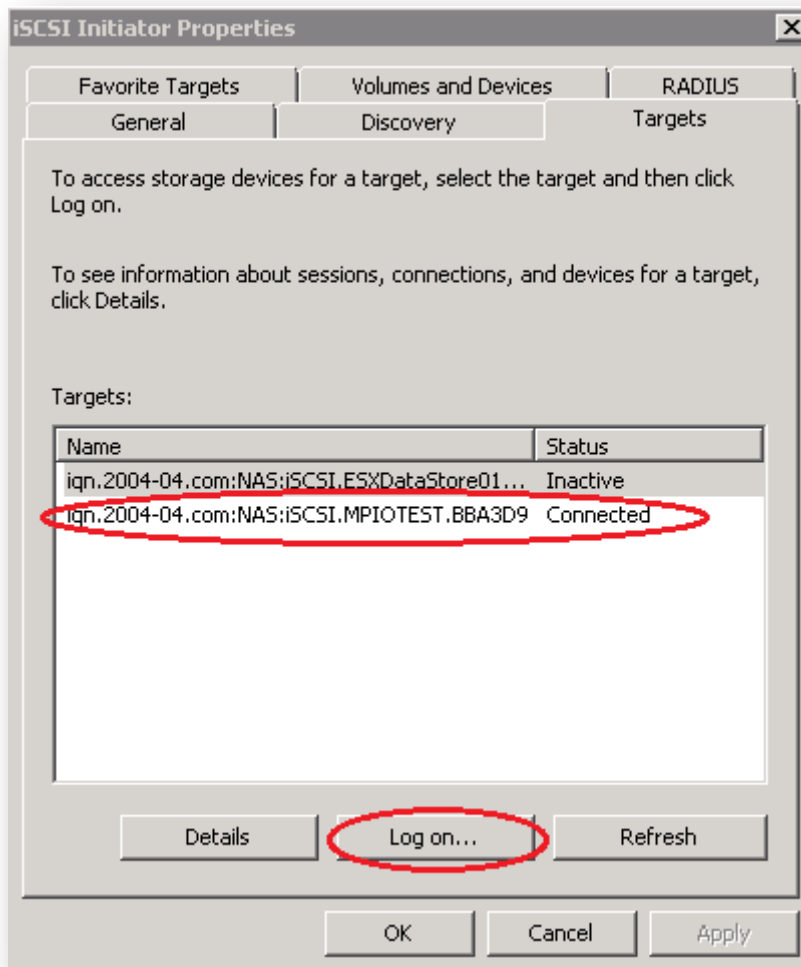 iSCSI Initiator Properties
Favorite Targets
Volumes and Devices
RADIUS
General
Discovery
Targets
To access storage devices for a target, select the target and then click
Log on.
To see information about sessions, connections, and devices for a target,
click Details.
Targets:
Name Status
iqn.2004-04.com:NAS:iSCSI.ESXDataStore01... Inactive
iqn.2004-04.com:NAS:iSCSI.MPIOTEST.BBA3D9 Connected
Details
Log on...
Refresh
OK
Cancel
Apply